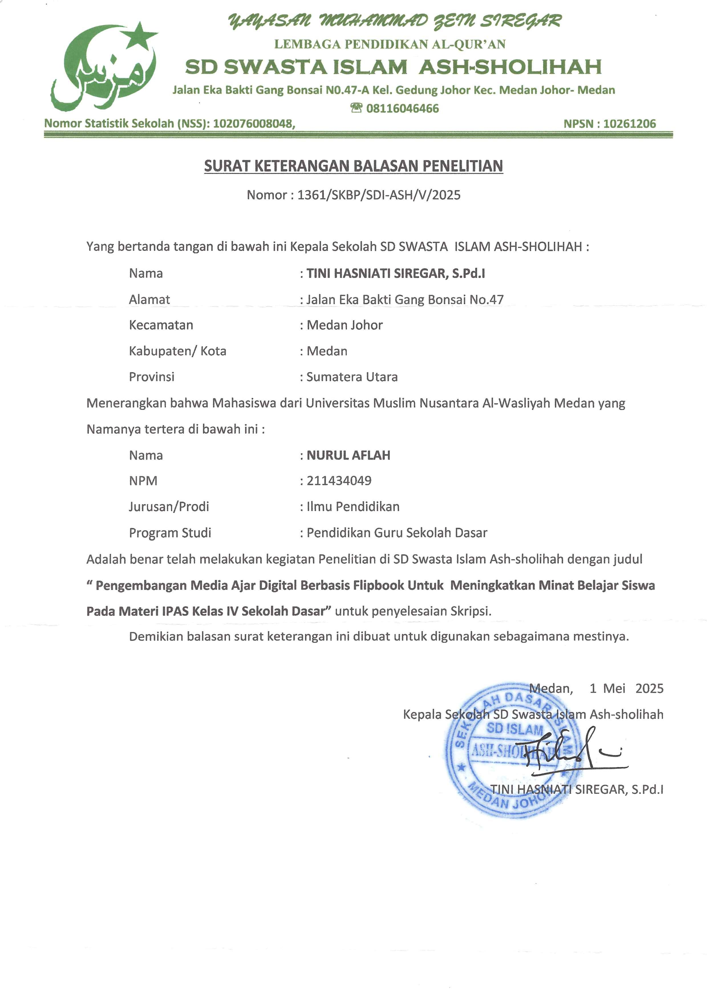 YAYASAN MUHAMMAD ZEIN SIREGAR
LEMBAGA PENDIDIKAN AL-QUR'AN
SD SWASTA ISLAM ASH-SHOLIHAH
Jalan Eka Bakti Gang Bonsai N0.47-A Kel. Gedung Johor Kec. Medan Johor- Medan
☏ 08116046466
Nomor Statistik Sekolah (NSS): 102076008048, NPSN : 10261206
SURAT KETERANGAN BALASAN PENELITIAN
Nomor : 1361/SKBP/SDI-ASH/V/2025
Yang bertanda tangan di bawah ini Kepala Sekolah SD SWASTA ISLAM ASH-SHOLIHAH :
Nama : TINI HASNIATI SIREGAR, S.Pd.I
Alamat : Jalan Eka Bakti Gang Bonsai No.47
Kecamatan : Medan Johor
Kabupaten/ Kota : Medan
Provinsi : Sumatera Utara
Menerangkan bahwa Mahasiswa dari Universitas Muslim Nusantara Al-Wasliyah Medan yang
Namanya tertera di bawah ini :
Nama : NURUL AFLAH
NPM : 211434049
Jurusan/Prodi : Ilmu Pendidikan
Program Studi : Pendidikan Guru Sekolah Dasar
Adalah benar telah melakukan kegiatan Penelitian di SD Swasta Islam Ash-sholihah dengan judul
“ Pengembangan Media Ajar Digital Berbasis Flipbook Untuk Meningkatkan Minat Belajar Siswa
Pada Materi IPAS Kelas IV Sekolah Dasar” untuk penyelesaian Skripsi.
Demikian balasan surat keterangan ini dibuat untuk digunakan sebagaimana mestinya.
Medan, 1 Mei 2025
Kepala Sekolah SD Swasta Islam Ash-sholihah
SEKOLAH DASAR ISLAM
SD ISLAM
ASH-SHOLIHAH
MEDAN JOHOR
TINI HASNIATI SIREGAR, S.Pd.I